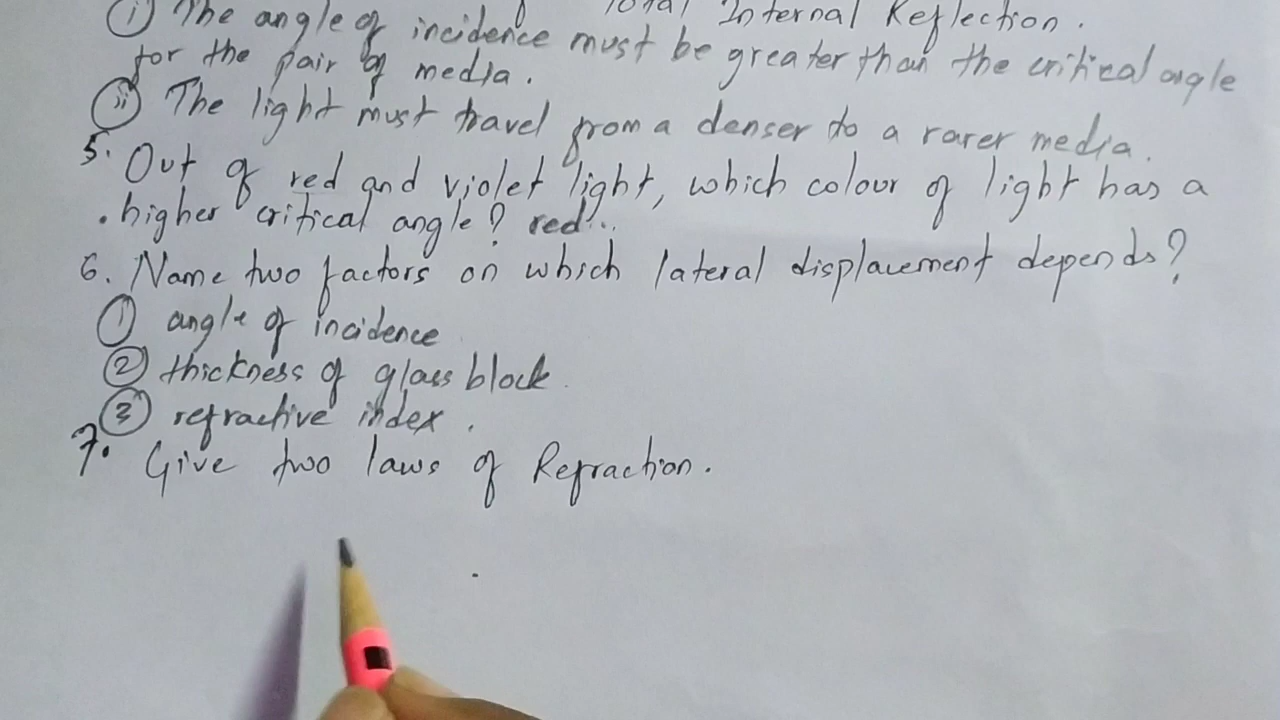 (i) The angle of incidence must be greater than the critical angle
Total Internal Reflection.
for the pair of media.
(ii) The light must travel from a denser to a rarer media.
5. Out of red and violet light, which colour of light has a
higher critical angle? red...
6. Name two factors on which lateral displacement depends?
① angle of incidence
② thickness of glass block.
③ refractive index.
7. Give two laws of Refraction.